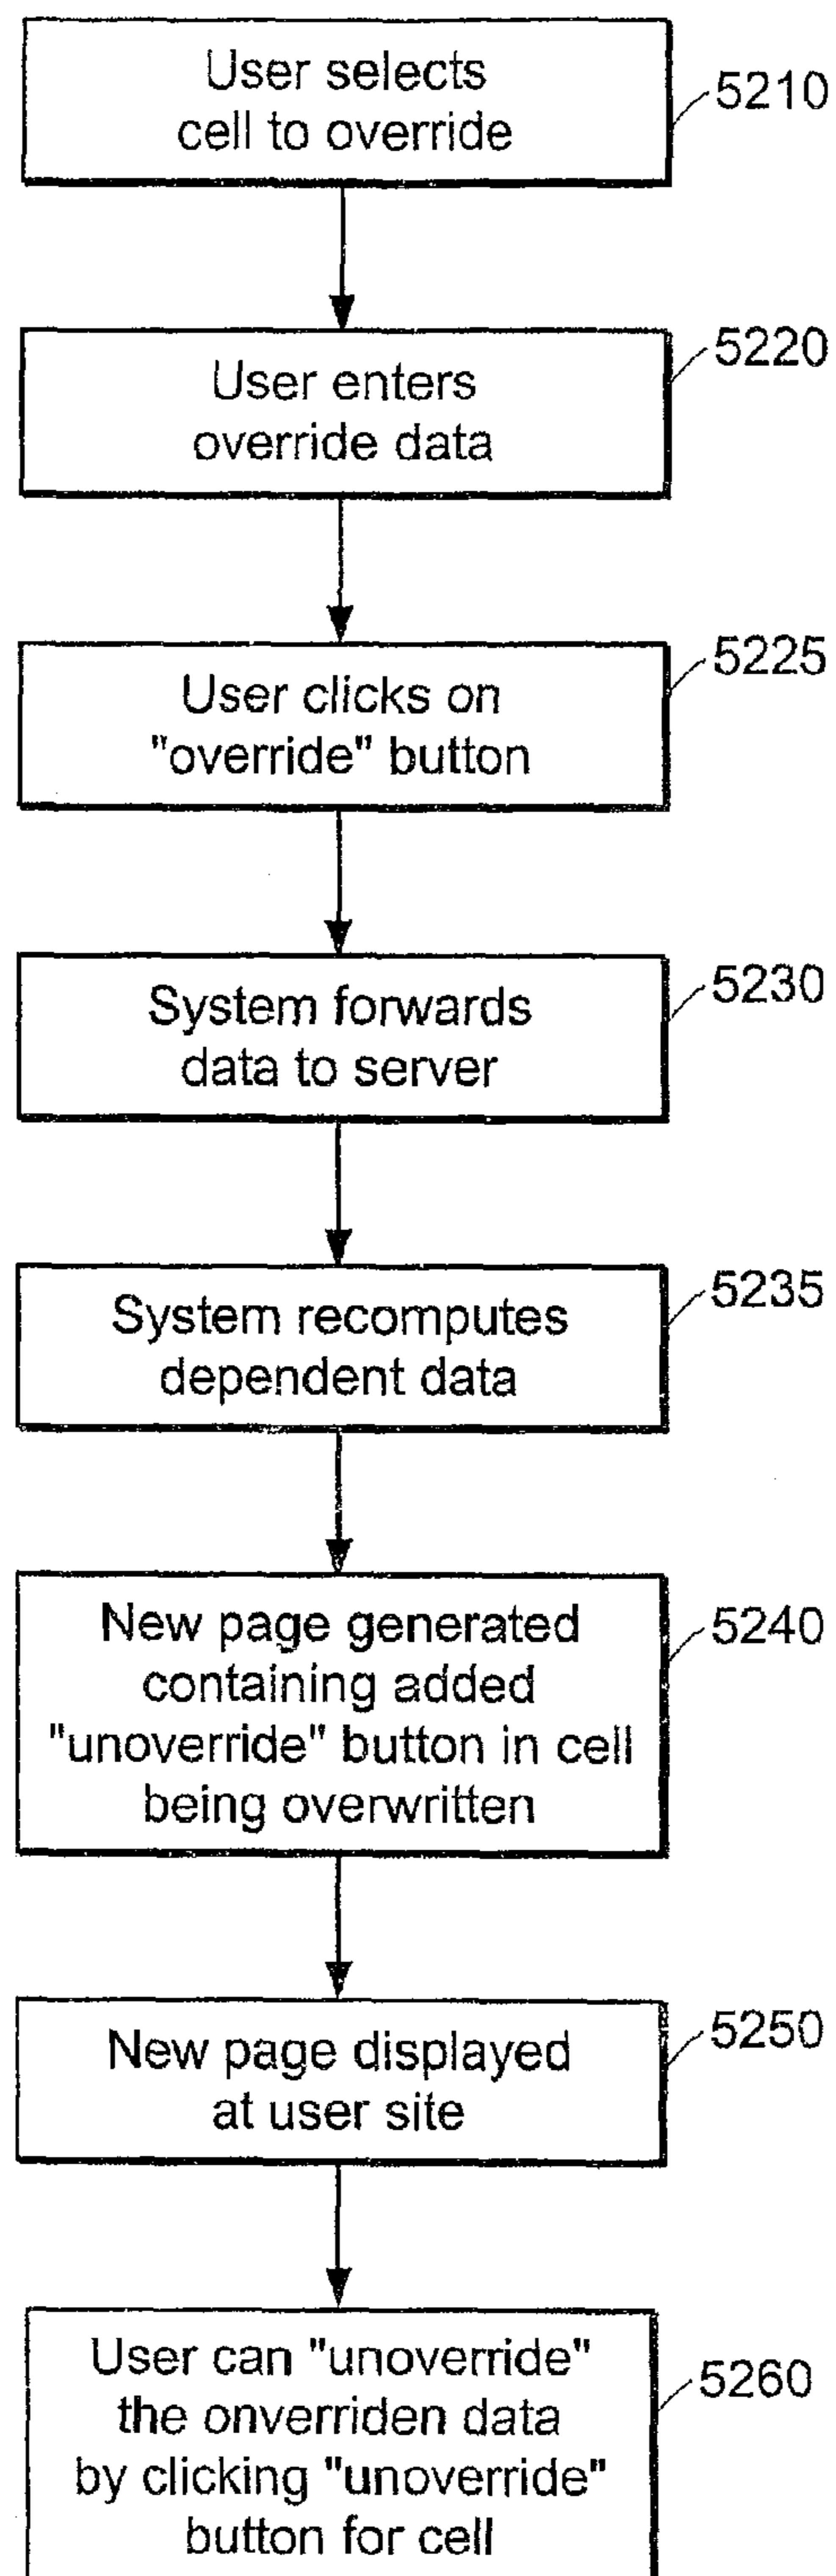 User selects
cell to override
5210
User enters
override data
5220
User clicks on
"override" button
5225
System forwards
data to server
5230
System recomputes
dependent data
5235
New page generated
containing added
"unoverride" button in cell
being overwritten
5240
New page displayed
at user site
5250
User can "unoverride"
the onverriden data
by clicking "unoverride"
button for cell
5260